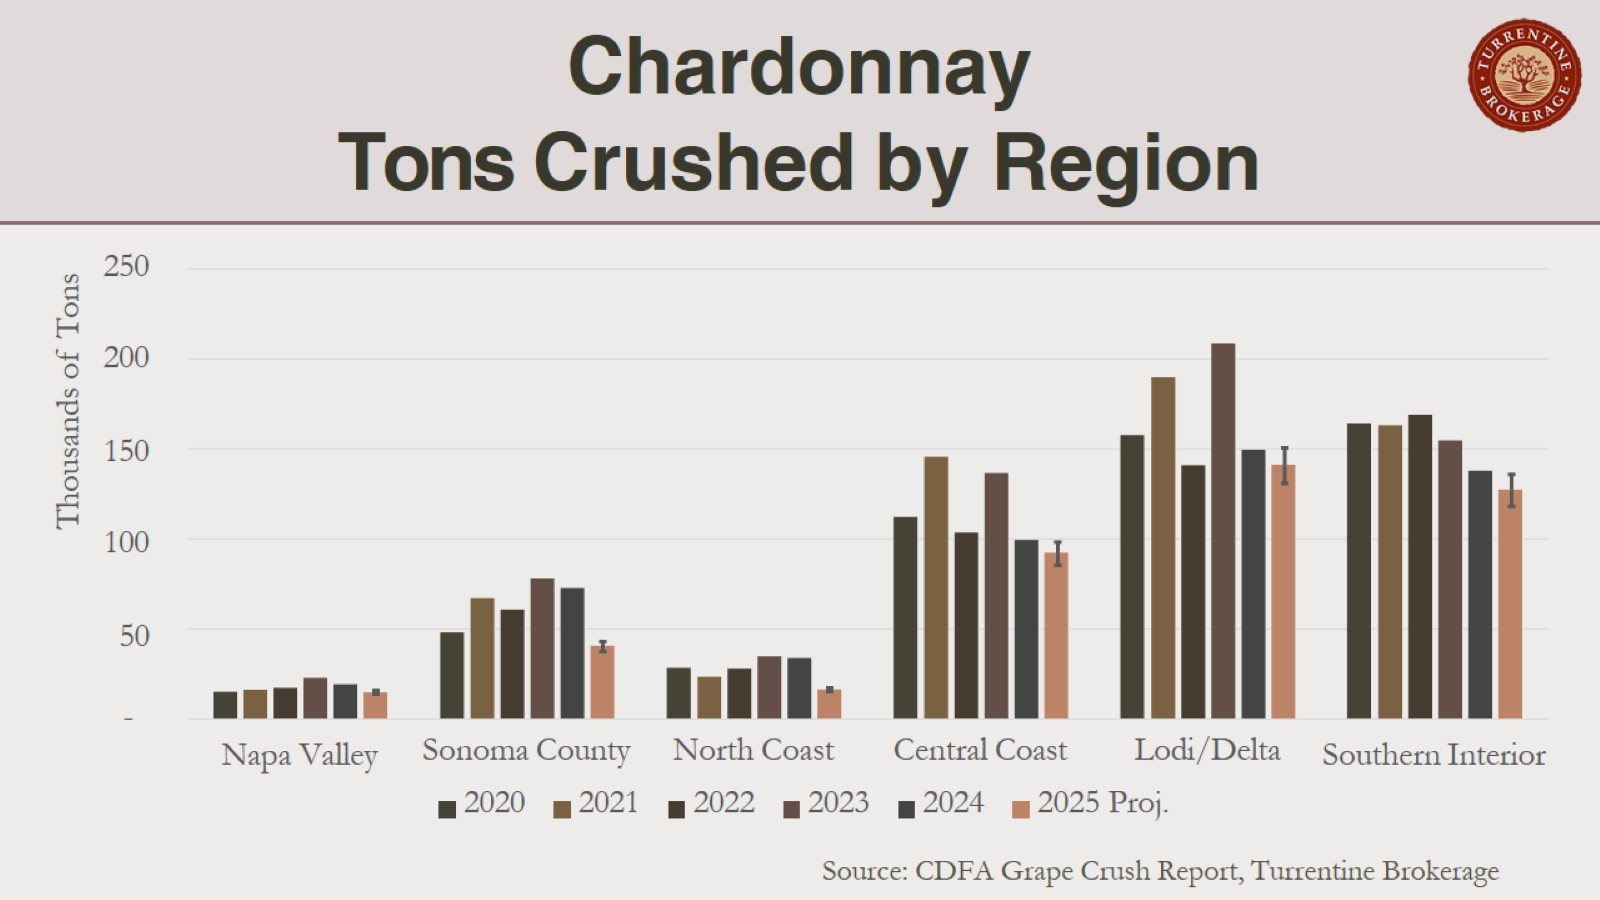 Chardonnay
Tons Crushed by Region
TURRENTINE
BROKERAGE
Thousands of Tons
250
200
150
100
50
-
Napa Valley
Sonoma County
North Coast
Central Coast
Lodi/Delta
Southern Interior
2020
2021
2022
2023
2024
2025 Proj.
Source: CDFA Grape Crush Report, Turrentine Brokerage